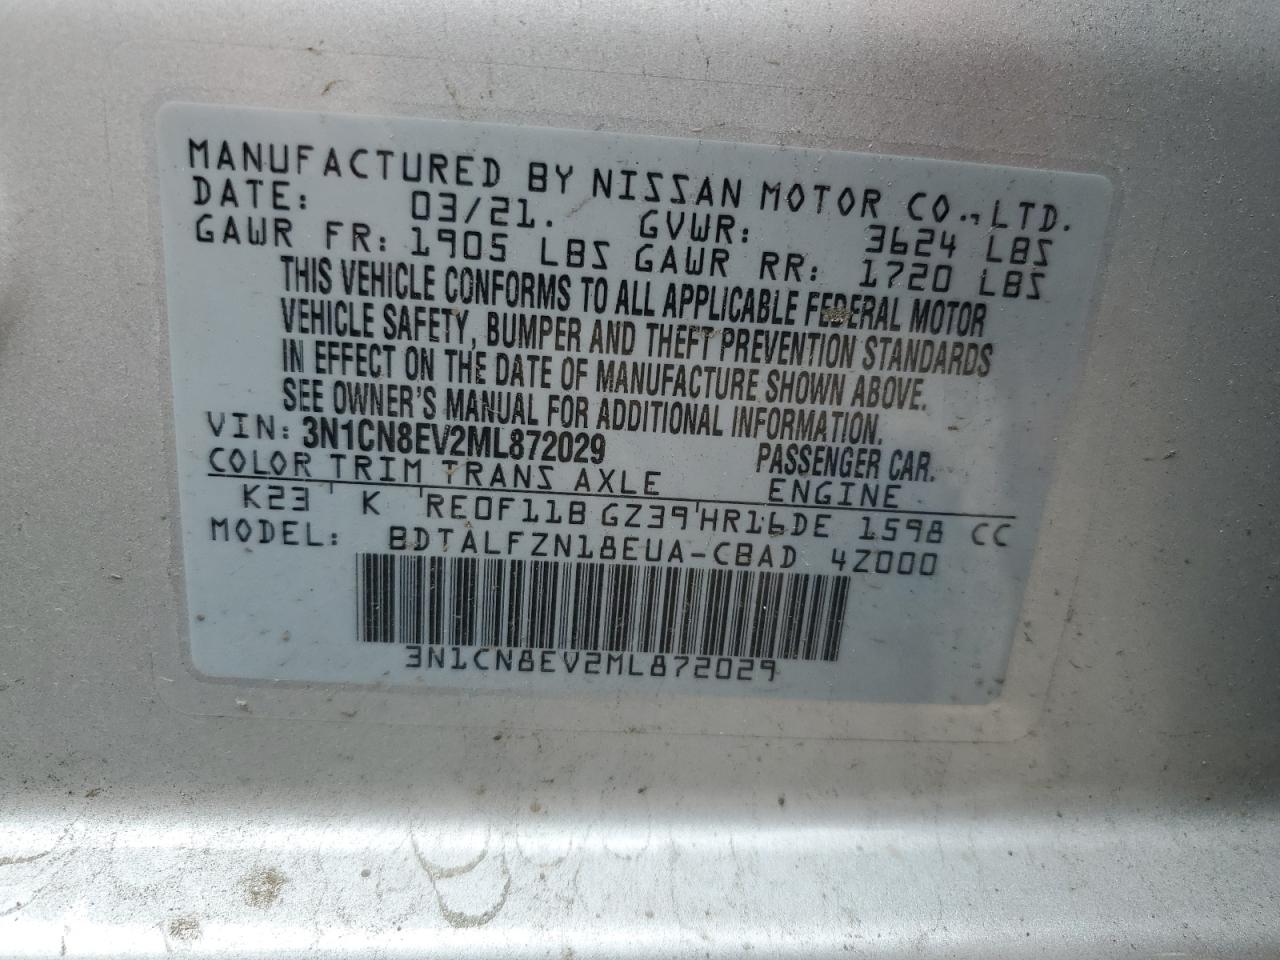 MANUFACTURED BY NISSAN MOTOR CO., LTD.
DATE: 03/21. GVWR: 3624 LBS
GAWR FR: 1905 LBS GAWR RR: 1720 LBS
THIS VEHICLE CONFORMS TO ALL APPLICABLE FEDERAL MOTOR
VEHICLE SAFETY, BUMPER AND THEFT PREVENTION STANDARDS
IN EFFECT ON THE DATE OF MANUFACTURE SHOWN ABOVE.
SEE OWNER'S MANUAL FOR ADDITIONAL INFORMATION.
VIN: 3N1CN8EV2ML872029 PASSENGER CAR.
COLOR TRIM TRANS AXLE ENGINE
K23 K RE0F11B GZ39 HR16DE 1598 CC
MODEL: BDTALFZN18EUA-CBAD 4Z000
3N1CN8EV2ML872029